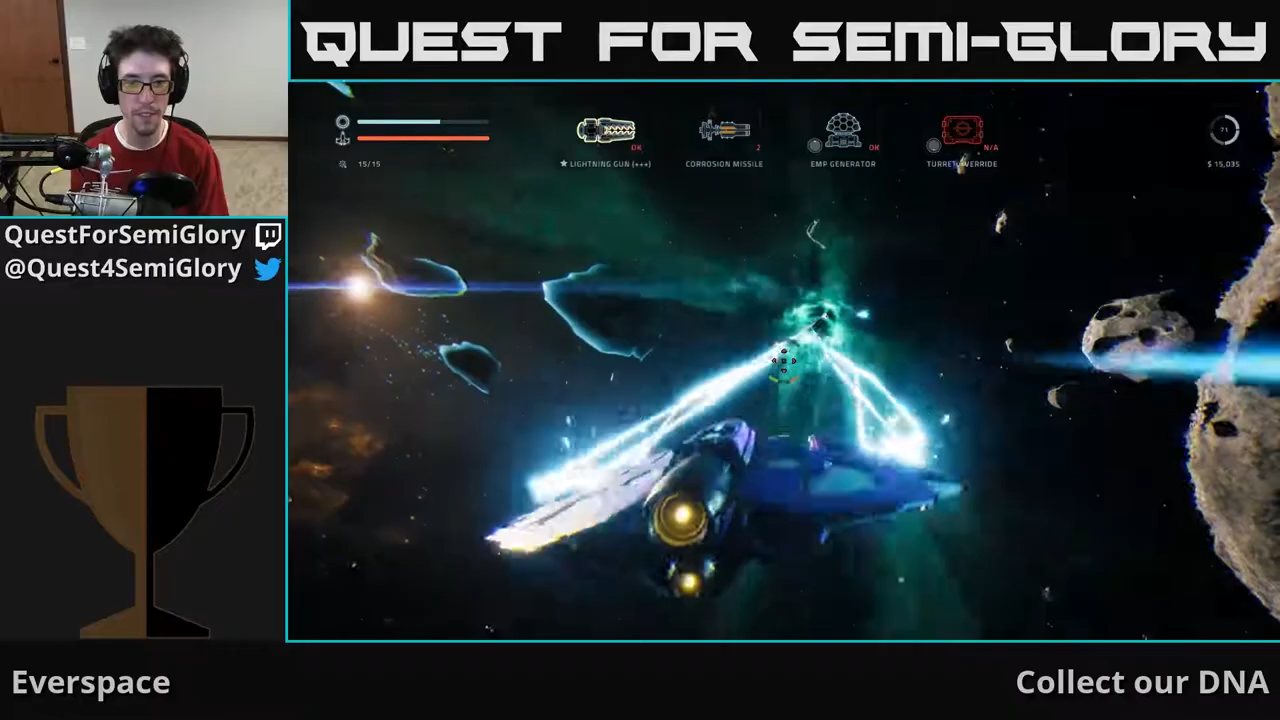 QUEST FOR SEMI-GLORY
QuestForSemiGlory
@Quest4SemiGlory
15/15
OK
★ LIGHTNING GUN (+++)
2
CORROSION MISSILE
OK
EMP GENERATOR
N/A
TURRET OVERRIDE
71
$ 15,035
Everspace
Collect our DNA